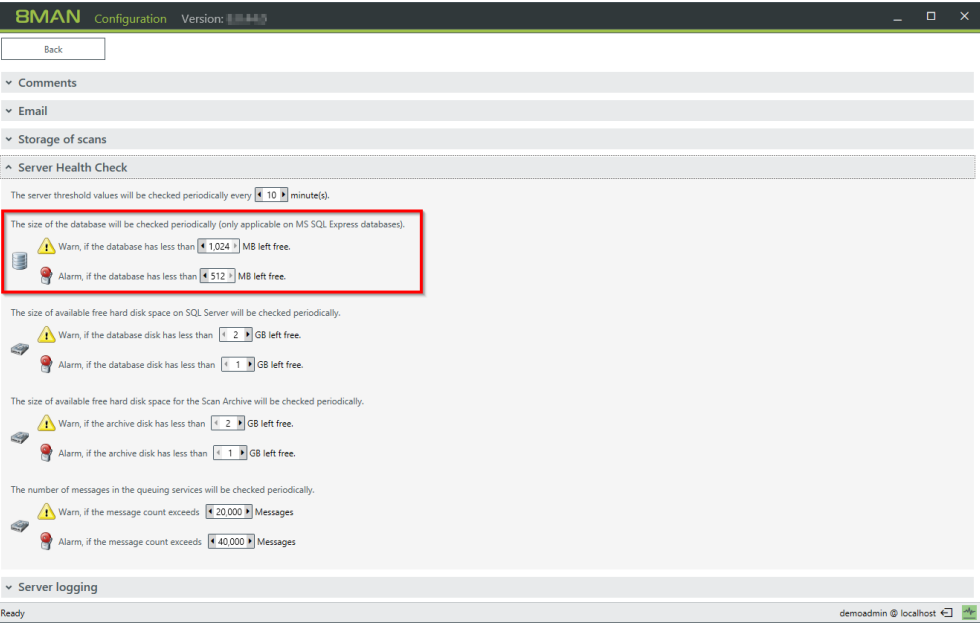 8MAN Configuration Version:
Back
Comments
Email
Storage of scans
Server Health Check
The server threshold values will be checked periodically every 10 minute(s).
The size of the database will be checked periodically (only applicable on MS SQL Express databases).
Warn, if the database has less than 1,024 MB left free.
Alarm, if the database has less than 512 MB left free.
The size of available free hard disk space on SQL Server will be checked periodically.
Warn, if the database disk has less than 2 GB left free.
Alarm, if the database disk has less than 1 GB left free.
The size of available free hard disk space for the Scan Archive will be checked periodically.
Warn, if the archive disk has less than 2 GB left free.
Alarm, if the archive disk has less than 1 GB left free.
The number of messages in the queuing services will be checked periodically.
Warn, if the message count exceeds 20,000 Messages
Alarm, if the message count exceeds 40,000 Messages
Server logging
Ready demoadmin @ localhost